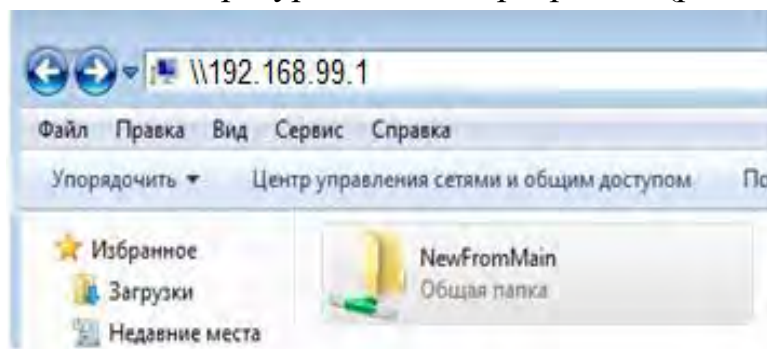 \\192.168.99.1
Файл Правка Вид Сервис Справка
Упорядочить Центр управления сетями и общим доступом
Избранное
NewFromMain
Загрузки
Общая папка
Недавние места